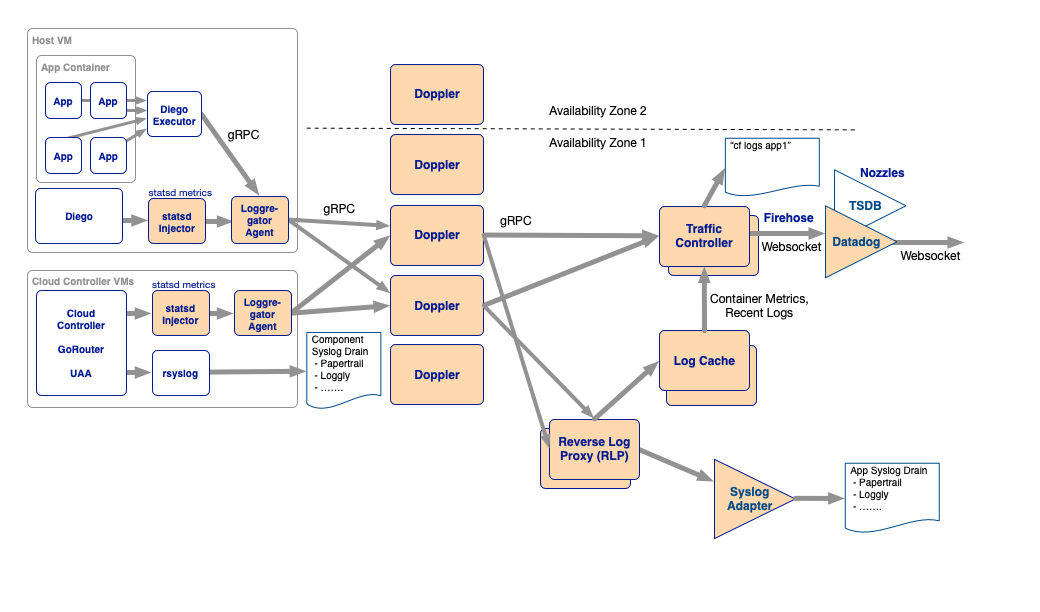 Host VM
App Container
App
App
App
App
Diego
Executor
gRPC
Diego
statsd metrics
statsd
Injector
Loggre-
gator
Agent
gRPC
Cloud Controller VMs
Cloud
Controller
GoRouter
UAA
statsd metrics
statsd
Injector
Loggre-
gator
Agent
rsyslog
Component
Syslog Drain
- Papertrail
- Loggly
- .......
Doppler
Doppler
Doppler
Doppler
Doppler
Availability Zone 2
Availability Zone 1
gRPC
"cf logs app1"
Traffic
Controller
Firehose
Websocket
Nozzles
TSDB
Datadog
Websocket
Container Metrics,
Recent Logs
Log Cache
Reverse Log
Proxy (RLP)
Syslog
Adapter
App Syslog Drain
- Papertrail
- Loggly
- .......